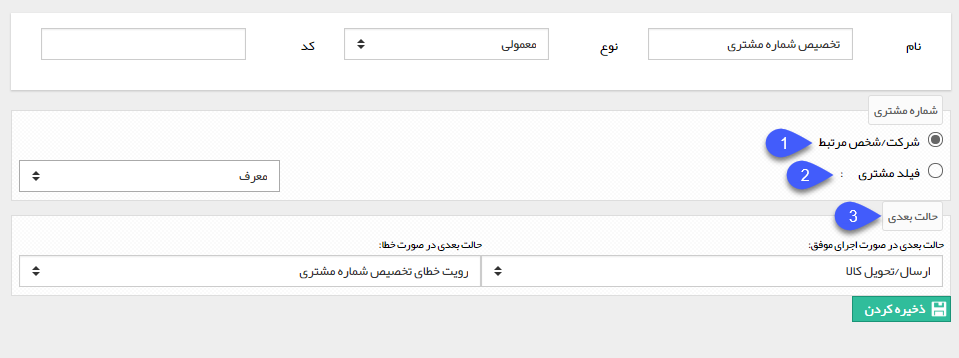 نام تخصیص شماره مشتری نوع معمولی کد
شماره مشتری
شرکت/شخص مرتبط 1
فیلد مشتری : 2 معرف
حالت بعدی 3
حالت بعدی در صورت اجرای موفق: حالت بعدی در صورت خطا:
ارسال/تحویل کالا رویت خطای تخصیص شماره مشتری
ذخیره کردن